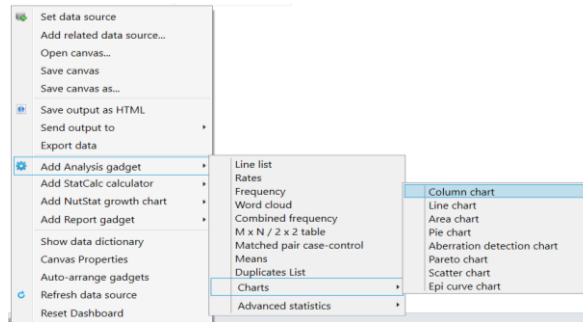 Set data source
Add related data source...
Open canvas...
Save canvas
Save canvas as...
Save output as HTML
Send output to
Export data
Add Analysis gadget
Add StatCalc calculator
Add NutStat growth chart
Add Report gadget
Show data dictionary
Canvas Properties
Auto-arrange gadgets
Refresh data source
Reset Dashboard
Line list
Rates
Frequency
Word cloud
Combined frequency
M x N / 2 x 2 table
Matched pair case-control
Means
Duplicates List
Charts
Advanced statistics
Column chart
Line chart
Area chart
Pie chart
Aberration detection chart
Pareto chart
Scatter chart
Epi curve chart